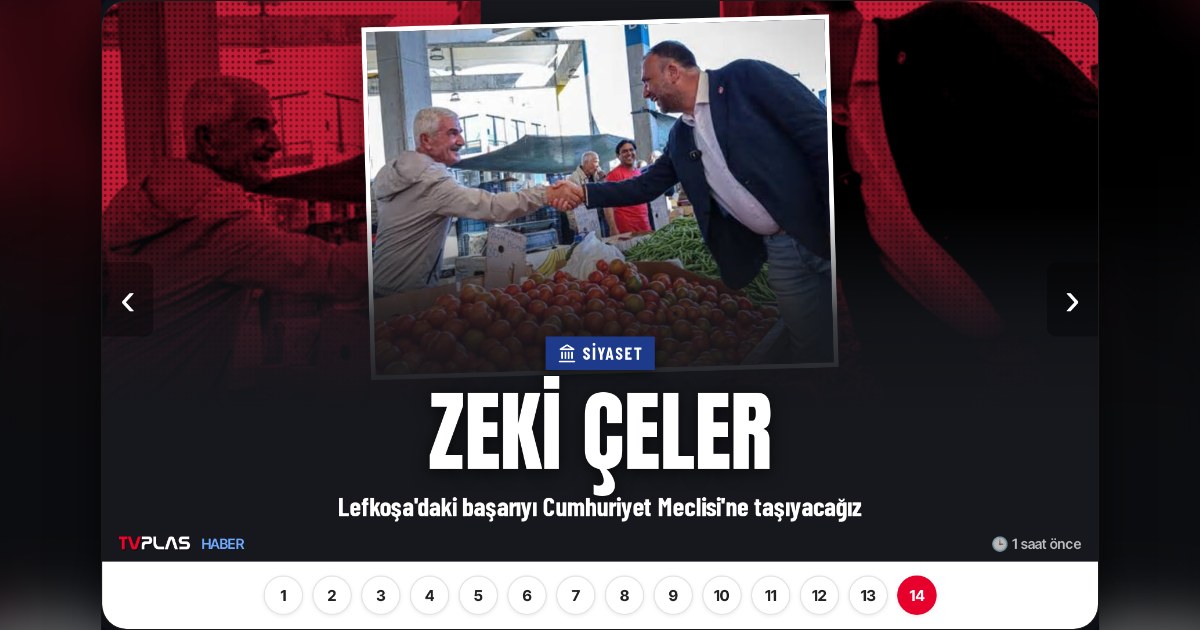 SİYASET
ZEKİ ÇELER
Lefkoşa'daki başarıyı Cumhuriyet Meclisi'ne taşıyacağız
TVPLAS HABER
1 saat önce
1 2 3 4 5 6 7 8 9 10 11 12 13 14